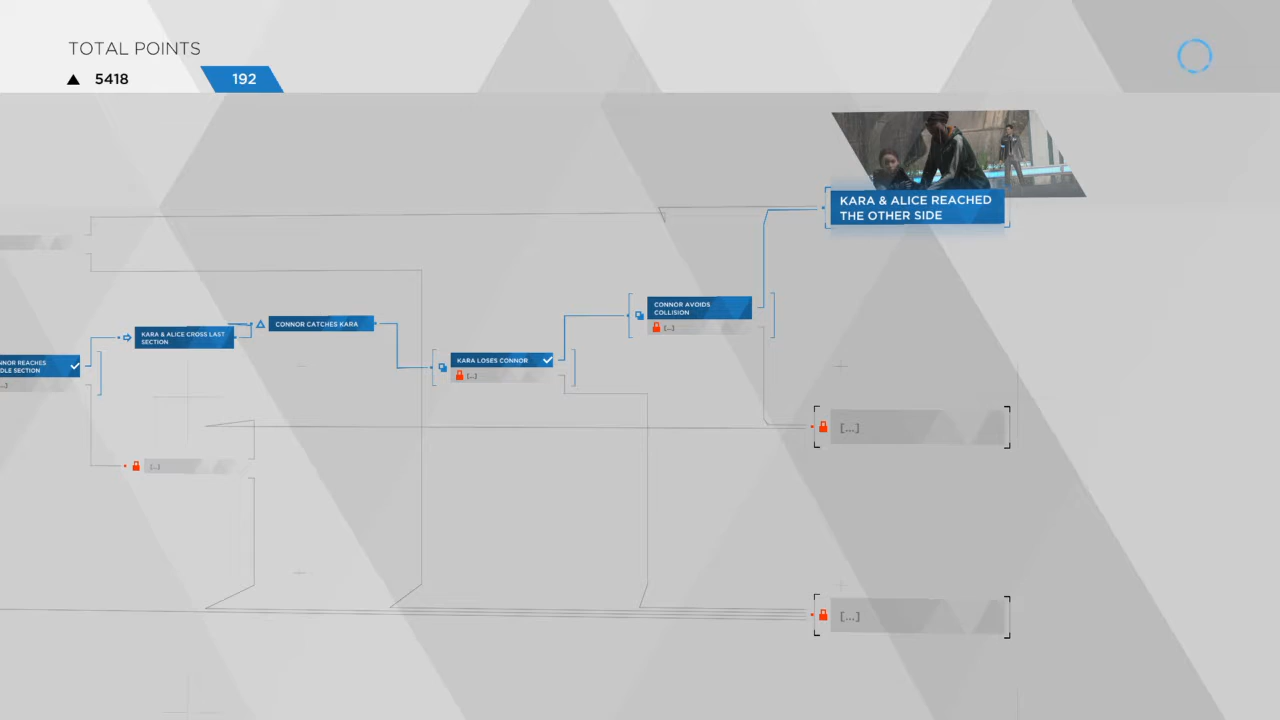 TOTAL POINTS
5418
192
KARA & ALICE REACHED
THE OTHER SIDE
CONNOR AVOIDS
COLLISION
[...]
CONNOR CATCHES KARA
KARA & ALICE CROSS LAST
SECTION
KARA LOSES CONNOR
[...]
NNOR REACHES
DLE SECTION
...]
[...]
[...]
[...]